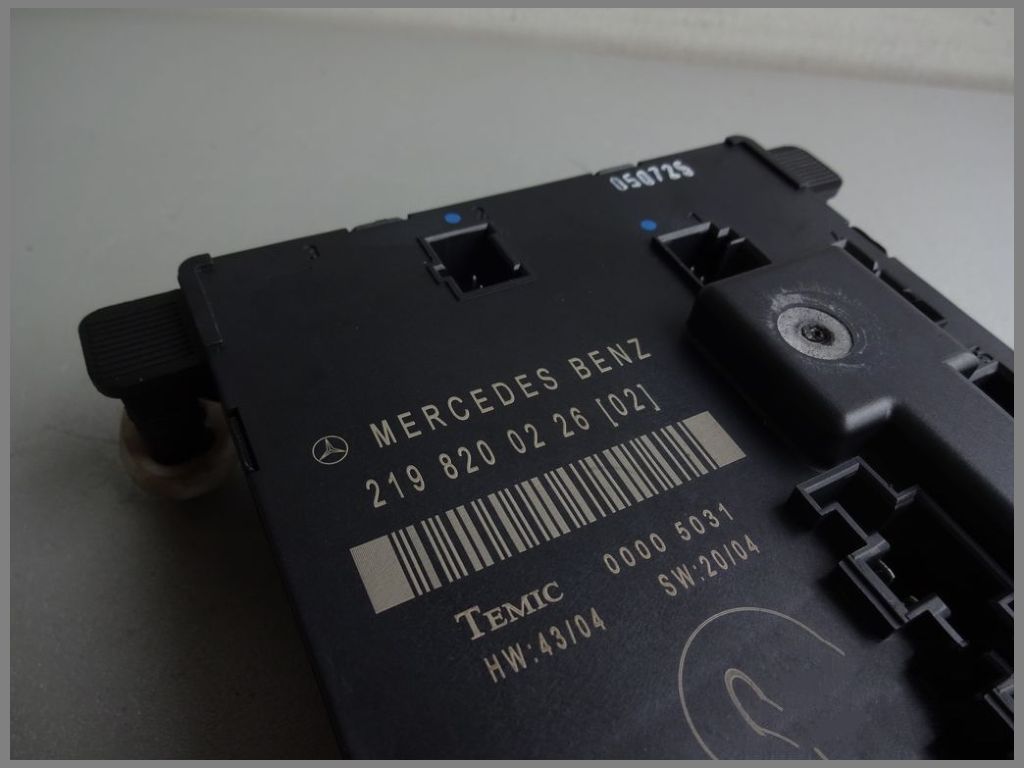 050725
MERCEDES BENZ
219 820 02 26 [02]
0000 5031
TEMIC
SW:20/04
HW:43/04